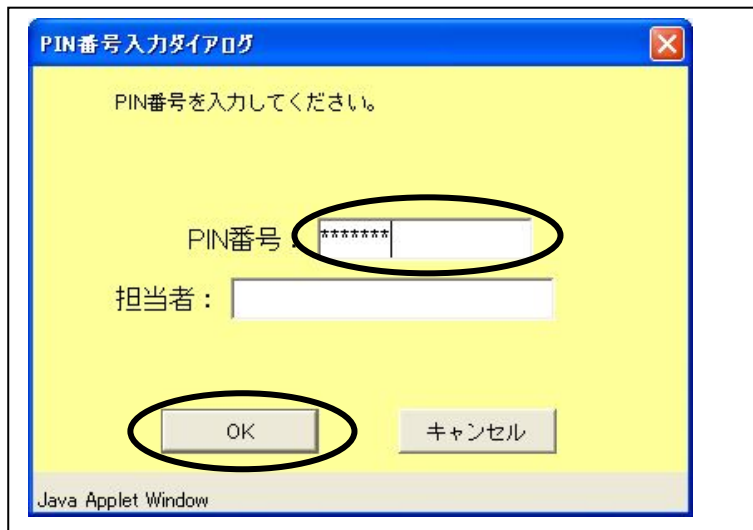 PIN番号入力ダイアログ
PIN番号を入力してください。
PIN番号： *******
担当者：
OK キャンセル
Java Applet Window